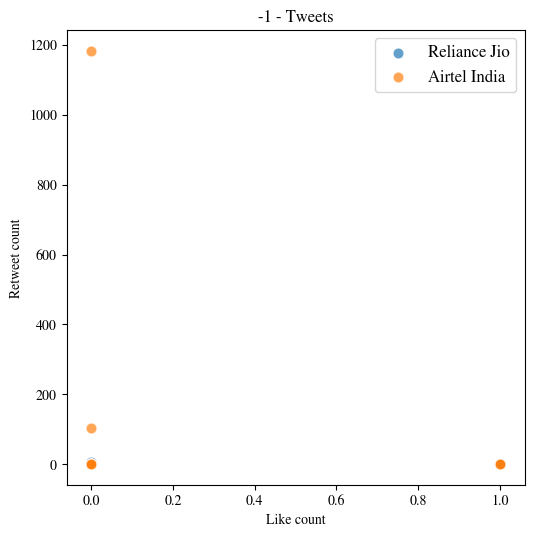 -1 - Tweets
Reliance Jio
Airtel India
1200
1000
800
600
400
200
0
Retweet count
0.0 0.2 0.4 0.6 0.8 1.0
Like count